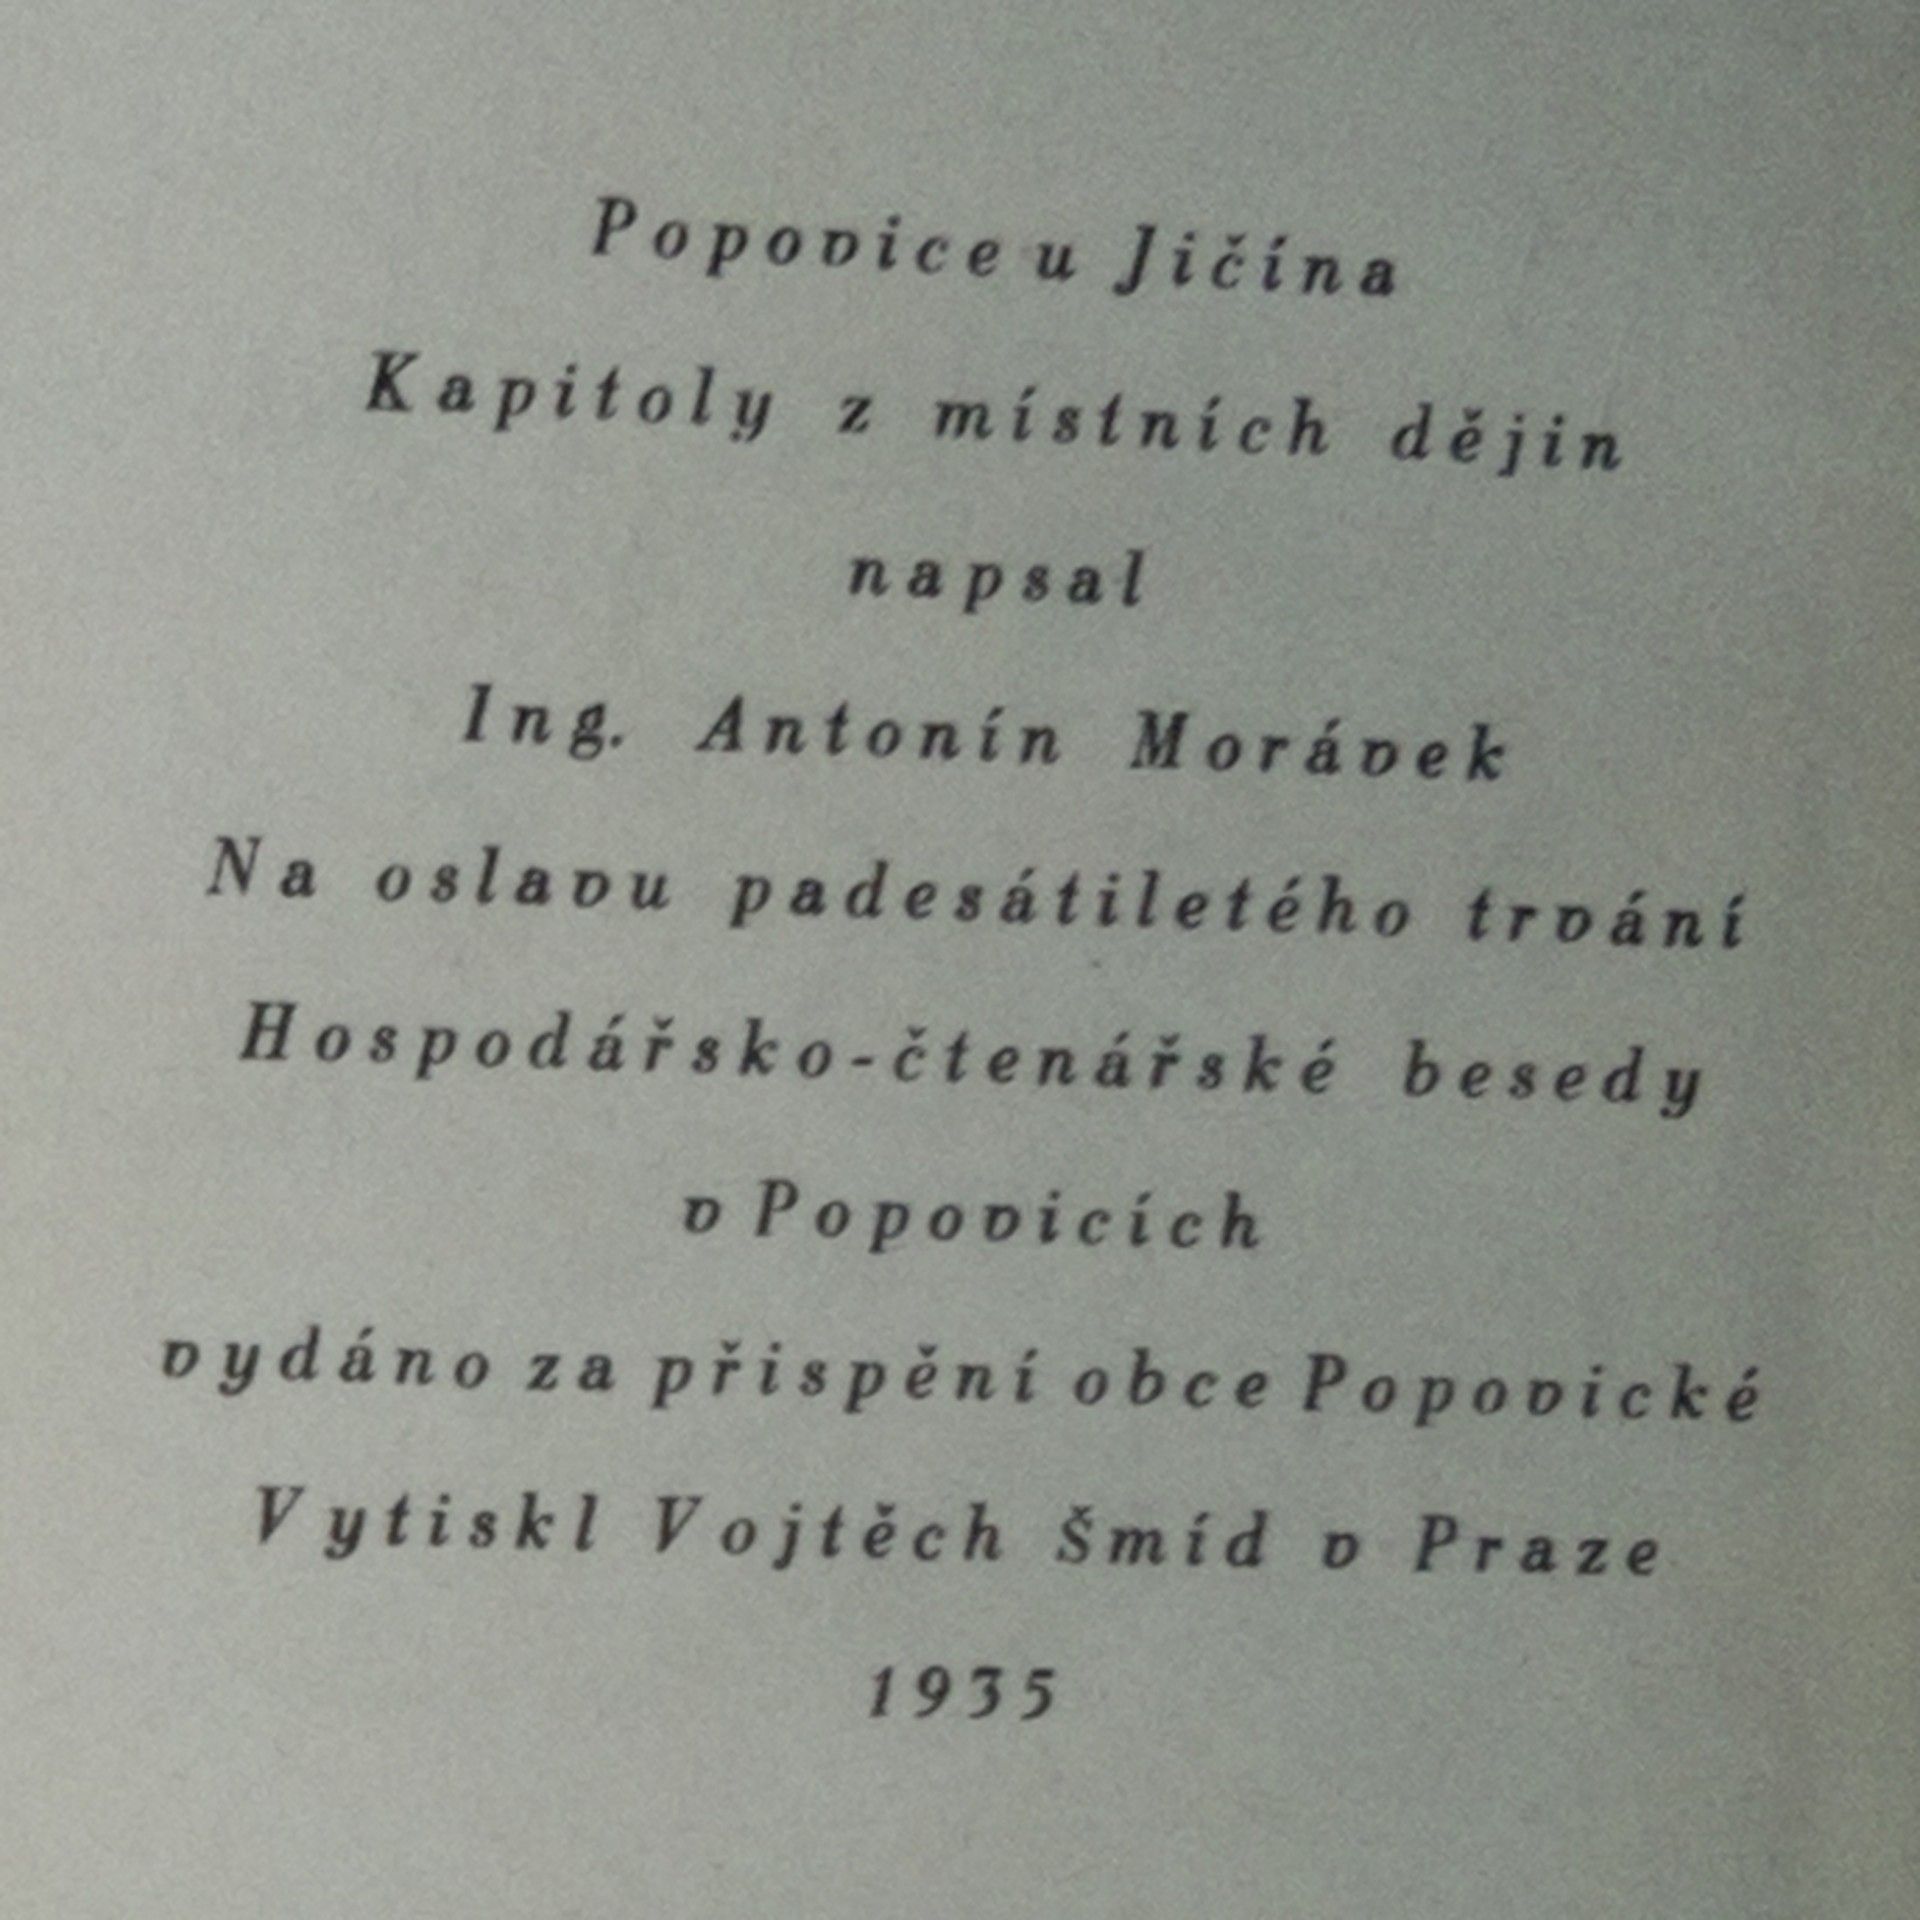 Popovice u Jičína
Kapitoly z místních dějin
napsal
Ing. Antonín Morávek
Na oslavu padesátiletého trvání
Hospodářsko-čtenářské besedy
v Popovicích
vydáno za přispění obce Popovické
Vytiskl Vojtěch Šmíd v Praze
1935